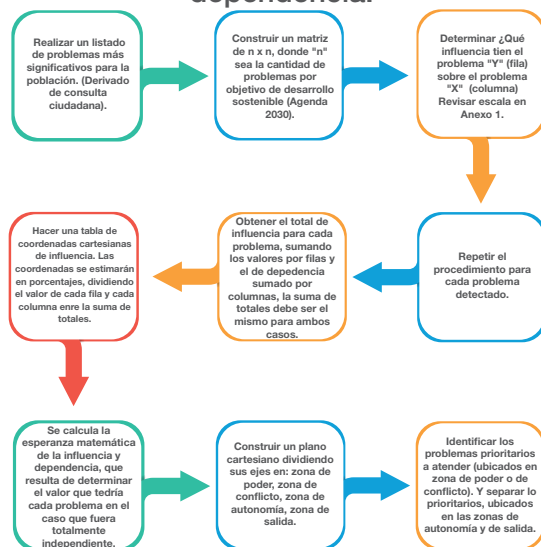 dependencia.
Realizar un listado
de problemas más
significativos para la
población. (Derivado
de consulta
ciudadana).
Construir un matriz
de n x n, donde "n"
sea la cantidad de
problemas por
objetivo de desarrollo
sostenible (Agenda
2030).
Determinar ¿Qué
influencia tien el
problema "Y" (fila)
sobre el problema
"X" (columna)
Revisar escala en
Anexo 1.
Repetir el
procedimiento para
cada problema
detectado.
Obtener el total de
influencia para cada
problema, sumando
los valores por filas y
el de depedencia
sumado por
columnas, la suma de
totales debe ser el
mismo para ambos
casos.
Hacer una tabla de
coordenadas cartesianas
de influencia. Las
coordenadas se estimarán
en porcentajes, dividiendo
el valor de cada fila y cada
columna enre la suma de
totales.
Se calcula la
esperanza matemática
de la influencia y
dependencia, que
resulta de determinar
el valor que tedría
cada problema en el
caso que fuera
totalmente
independiente.
Construir un plano
cartesiano dividiendo
sus ejes en: zona de
poder, zona de
conflicto, zona de
autonomía, zona de
salida.
Identificar los
problemas prioritarios
a atender (ubicados en
zona de poder o de
conflicto). Y separar lo
prioritarios, ubicados
en las zonas de
autonomía y de salida.